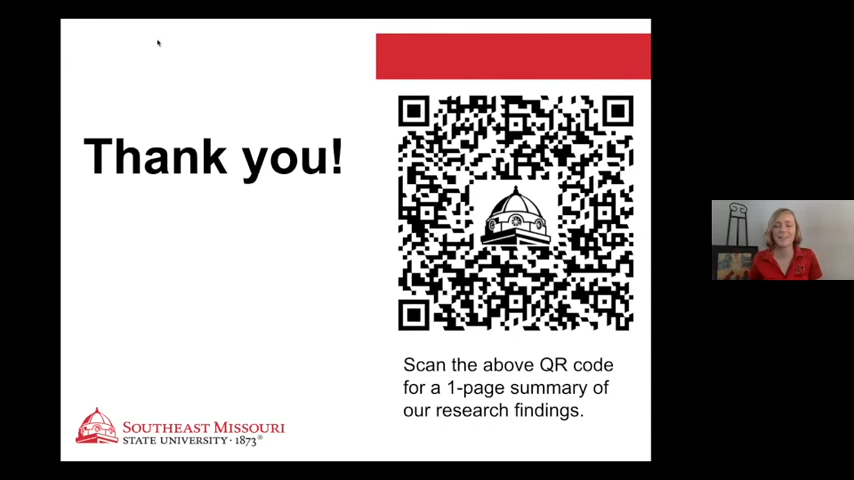 Thank you!
Scan the above QR code
for a 1-page summary of
our research findings.
SOUTHEAST MISSOURI
STATE UNIVERSITY · 1873®